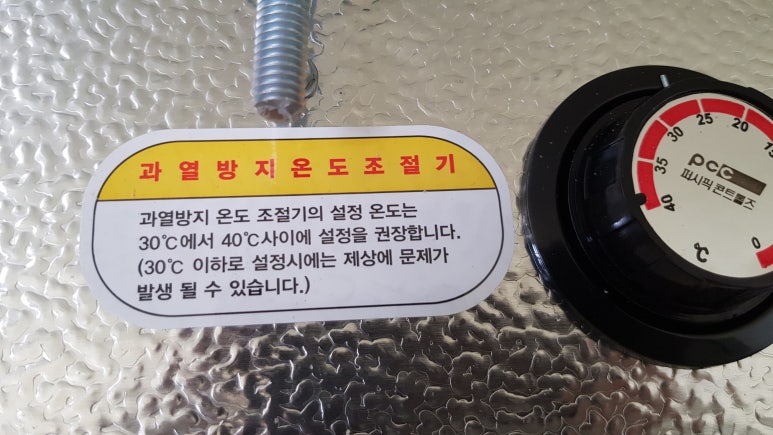 과열방지온도조절기
과열방지 온도 조절기의 설정 온도는
30℃에서 40℃사이에 설정을 권장합니다.
(30℃ 이하로 설정시에는 제상에 문제가
발생 될 수 있습니다.)
40 35 30 25 20 15
pcc
파시픽 콘트롤즈
℃ 0